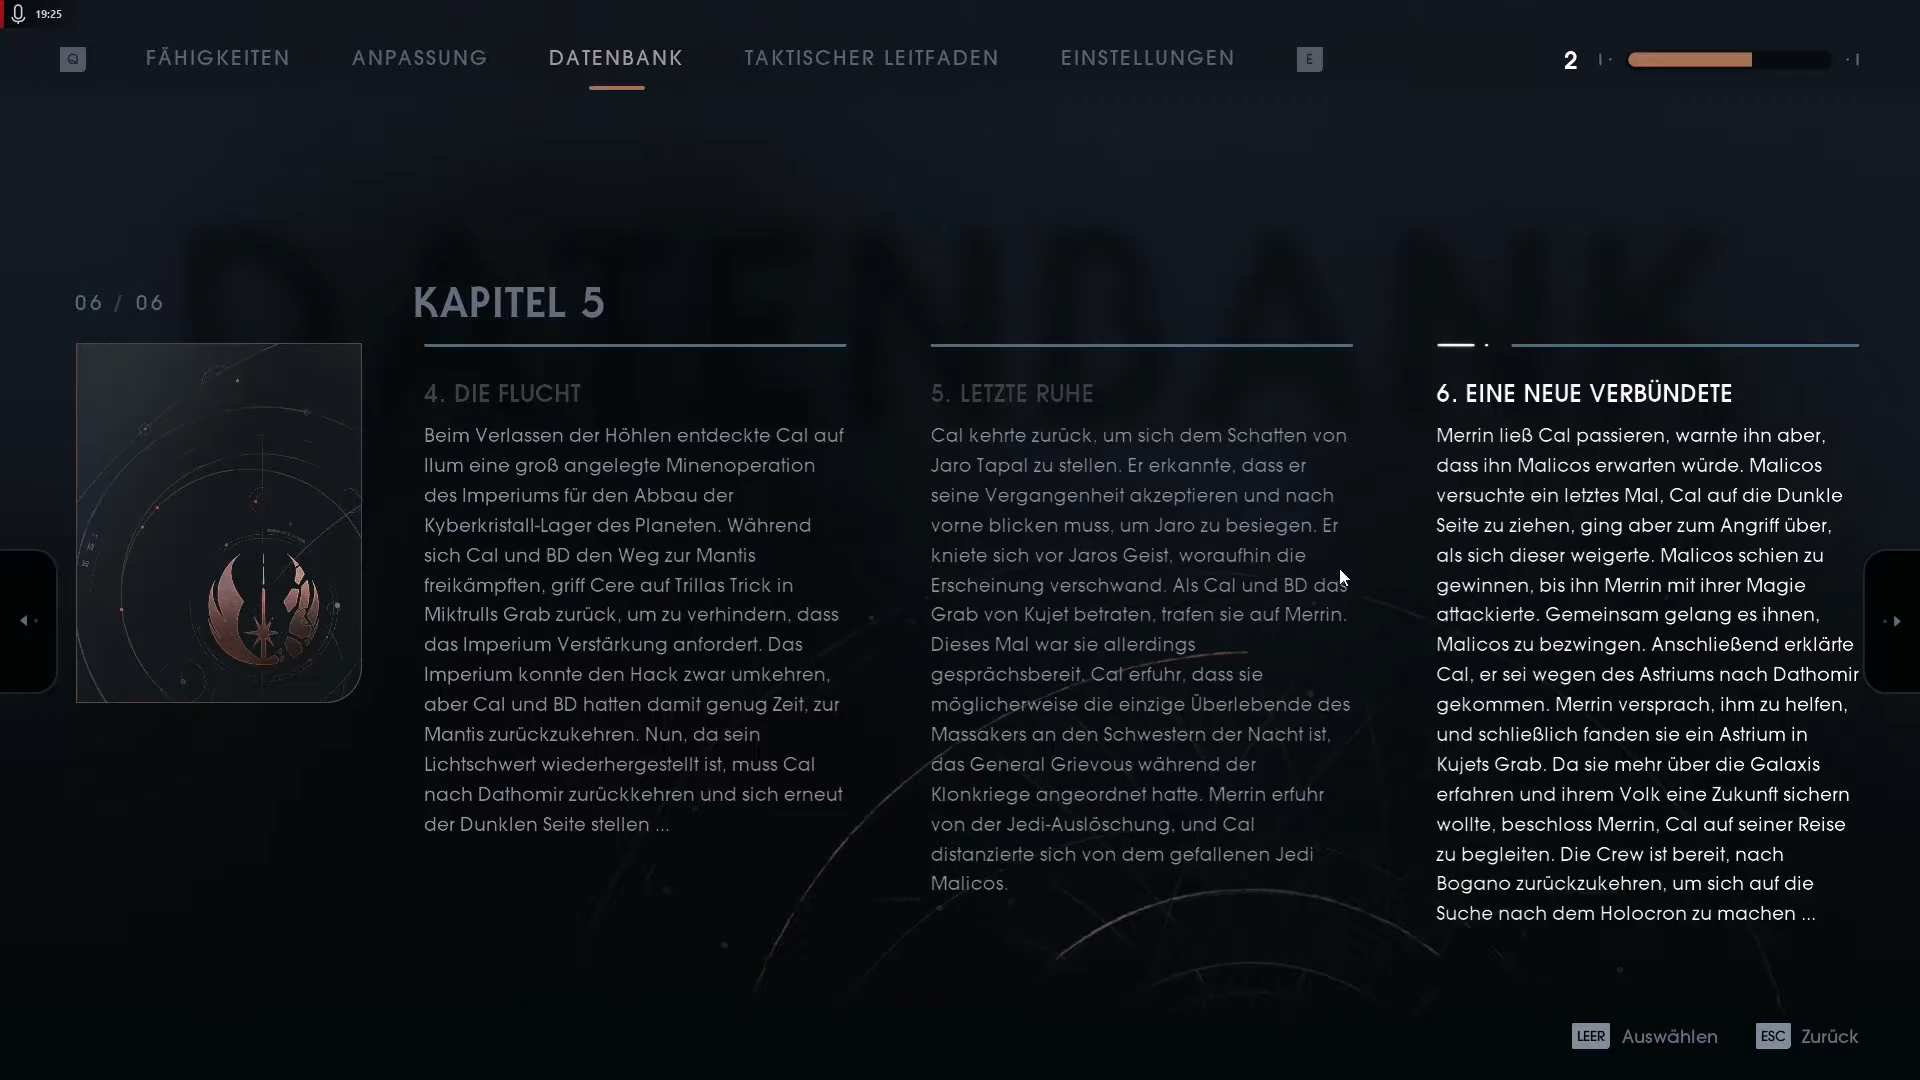 19:25
Q FÄHIGKEITEN ANPASSUNG DATENBANK TAKTISCHER LEITFADEN EINSTELLUNGEN E 2
DATENBANK
06 / 06
KAPITEL 5
4. DIE FLUCHT
Beim Verlassen der Höhlen entdeckte Cal auf
Ilum eine groß angelegte Minenoperation
des Imperiums für den Abbau der
Kyberkristall-Lager des Planeten. Während
sich Cal und BD den Weg zur Mantis
freikämpften, griff Cere auf Trillas Trick in
Miktrulls Grab zurück, um zu verhindern, dass
das Imperium Verstärkung anfordert. Das
Imperium konnte den Hack zwar umkehren,
aber Cal und BD hatten damit genug Zeit, zur
Mantis zurückzukehren. Nun, da sein
Lichtschwert wiederhergestellt ist, muss Cal
nach Dathomir zurückkehren und sich erneut
der Dunklen Seite stellen ...
5. LETZTE RUHE
Cal kehrte zurück, um sich dem Schatten von
Jaro Tapal zu stellen. Er erkannte, dass er
seine Vergangenheit akzeptieren und nach
vorne blicken muss, um Jaro zu besiegen. Er
kniete sich vor Jaros Geist, woraufhin die
Erscheinung verschwand. Als Cal und BD das
Grab von Kujet betraten, trafen sie auf Merrin.
Dieses Mal war sie allerdings
gesprächsbereit. Cal erfuhr, dass sie
möglicherweise die einzige Überlebende des
Massakers an den Schwestern der Nacht ist,
das General Grievous während der
Klonkriege angeordnet hatte. Merrin erfuhr
von der Jedi-Auslöschung, und Cal
distanzierte sich von dem gefallenen Jedi
Malicos.
6. EINE NEUE VERBÜNDETE
Merrin ließ Cal passieren, warnte ihn aber,
dass ihn Malicos erwarten würde. Malicos
versuchte ein letztes Mal, Cal auf die Dunkle
Seite zu ziehen, ging aber zum Angriff über,
als sich dieser weigerte. Malicos schien zu
gewinnen, bis ihn Merrin mit ihrer Magie
attackierte. Gemeinsam gelang es ihnen,
Malicos zu bezwingen. Anschließend erklärte
Cal, er sei wegen des Astriums nach Dathomir
gekommen. Merrin versprach, ihm zu helfen,
und schließlich fanden sie ein Astrium in
Kujets Grab. Da sie mehr über die Galaxis
erfahren und ihrem Volk eine Zukunft sichern
wollte, beschloss Merrin, Cal auf seiner Reise
zu begleiten. Die Crew ist bereit, nach
Bogano zurückzukehren, um sich auf die
Suche nach dem Holocron zu machen ...
LEER Auswählen ESC Zurück